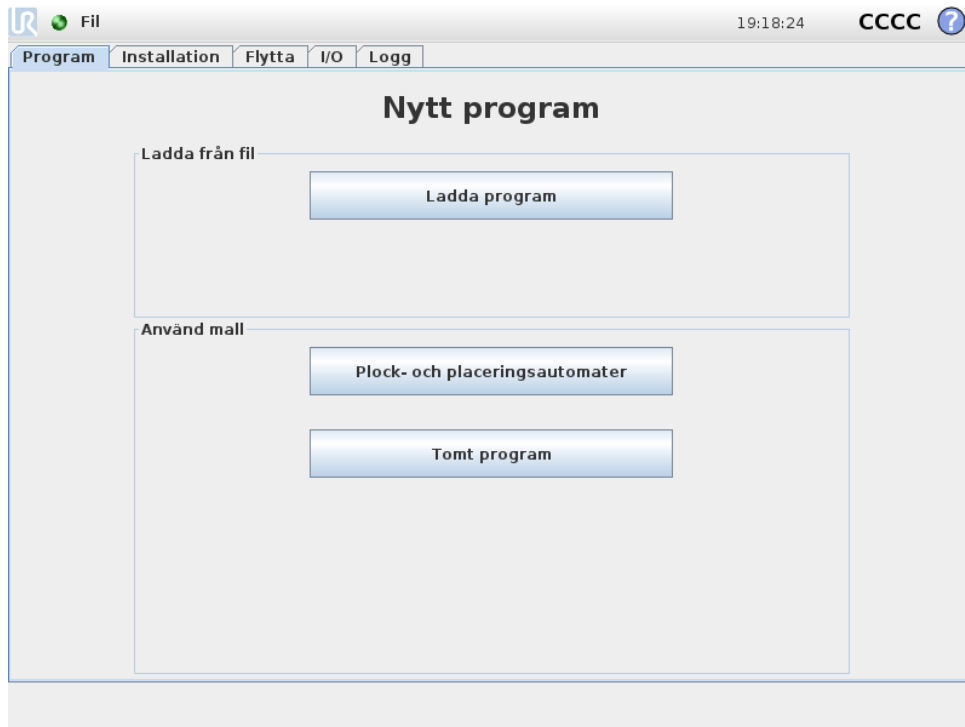 UR Fil 19:18:24 CCCC ?
Program Installation Flytta I/O Logg
Nytt program
Ladda från fil
Ladda program
Använd mall
Plock- och placeringsautomater
Tomt program